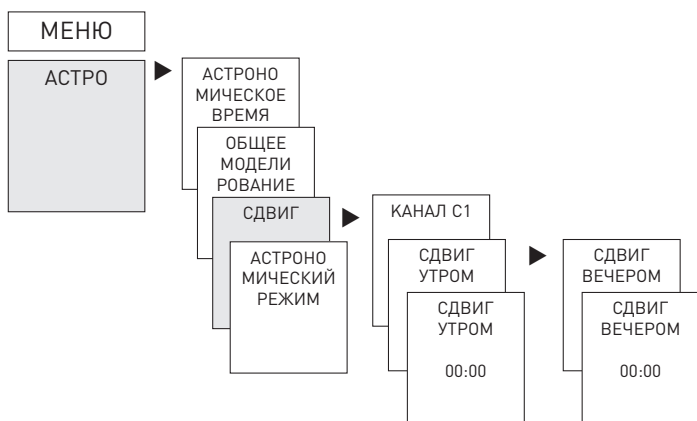 МЕНЮ
АСТРО
АСТРОНО
МИЧЕСКОЕ
ВРЕМЯ
ОБЩЕЕ
МОДЕЛИ
РОВАНИЕ
СДВИГ
АСТРОНО
МИЧЕСКИЙ
РЕЖИМ
КАНАЛ C1
СДВИГ
УТРОМ
СДВИГ
УТРОМ
00:00
СДВИГ
ВЕЧЕРОМ
СДВИГ
ВЕЧЕРОМ
00:00